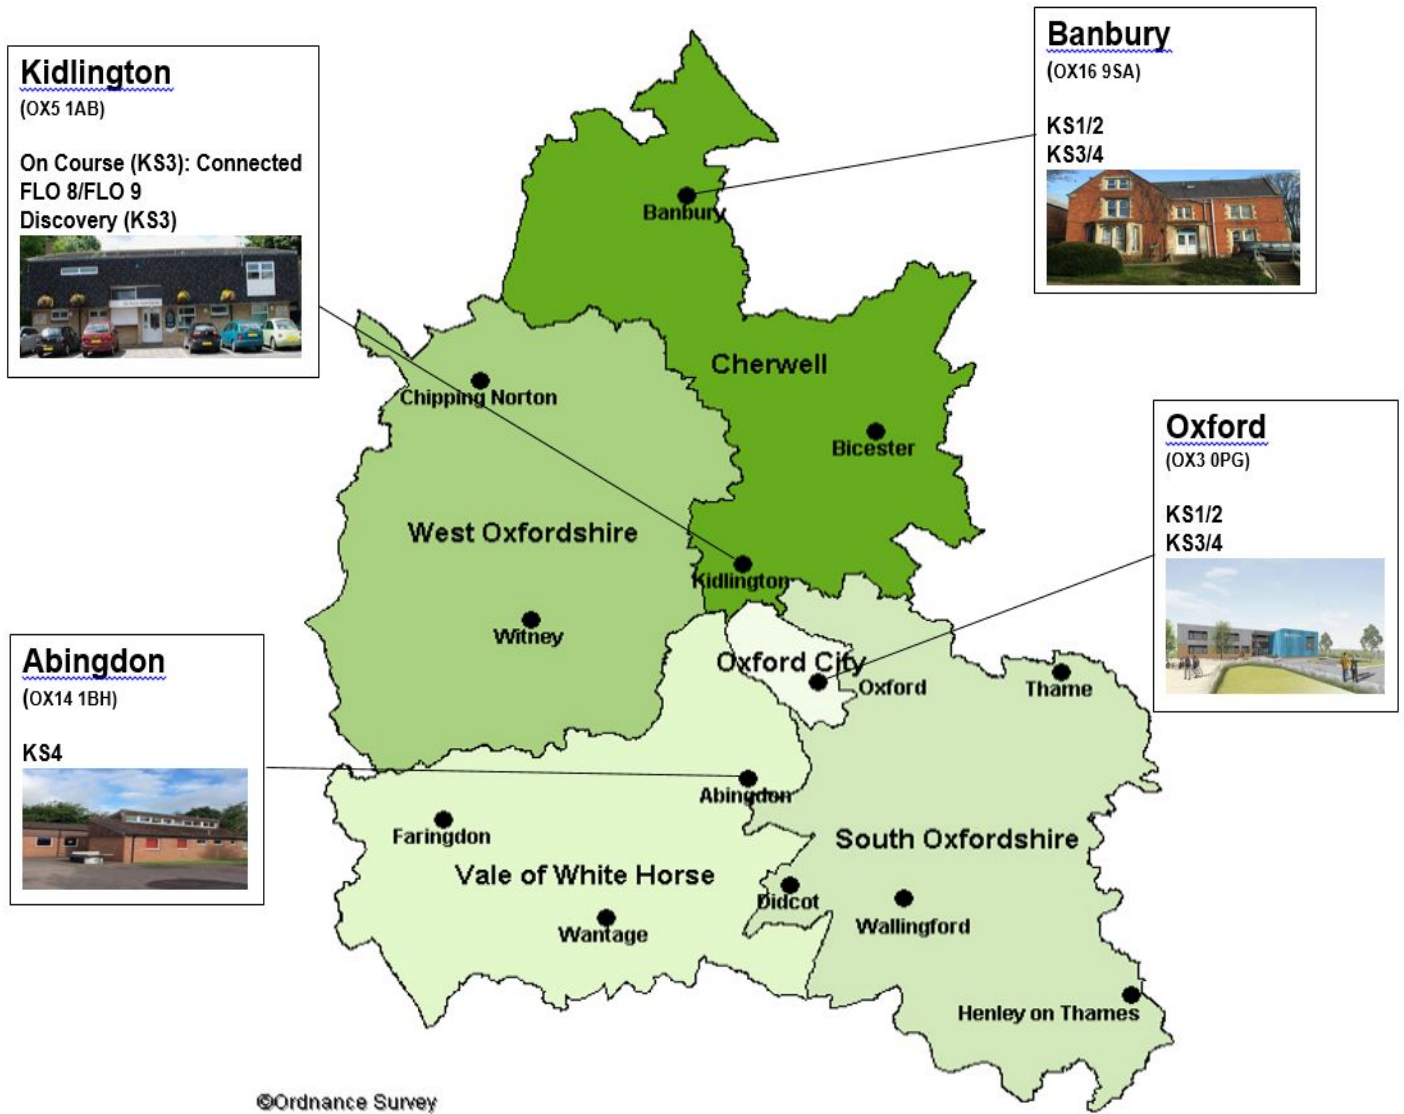 Kidlington
(OX5 1AB)
On Course (KS3): Connected
FLO 8/FLO 9
Discovery (KS3)
Banbury
(OX16 9SA)
KS1/2
KS3/4
Banbury
Cherwell
Chipping Norton
Bicester
Oxford
(OX3 0PG)
KS1/2
KS3/4
West Oxfordshire
Kidlington
Witney
Oxford City
Oxford
Thame
Abingdon
(OX14 1BH)
KS4
Abingdon
Faringdon
South Oxfordshire
Vale of White Horse
Didcot
Wallingford
Wantage
Henley on Thames
©Ordnance Survey